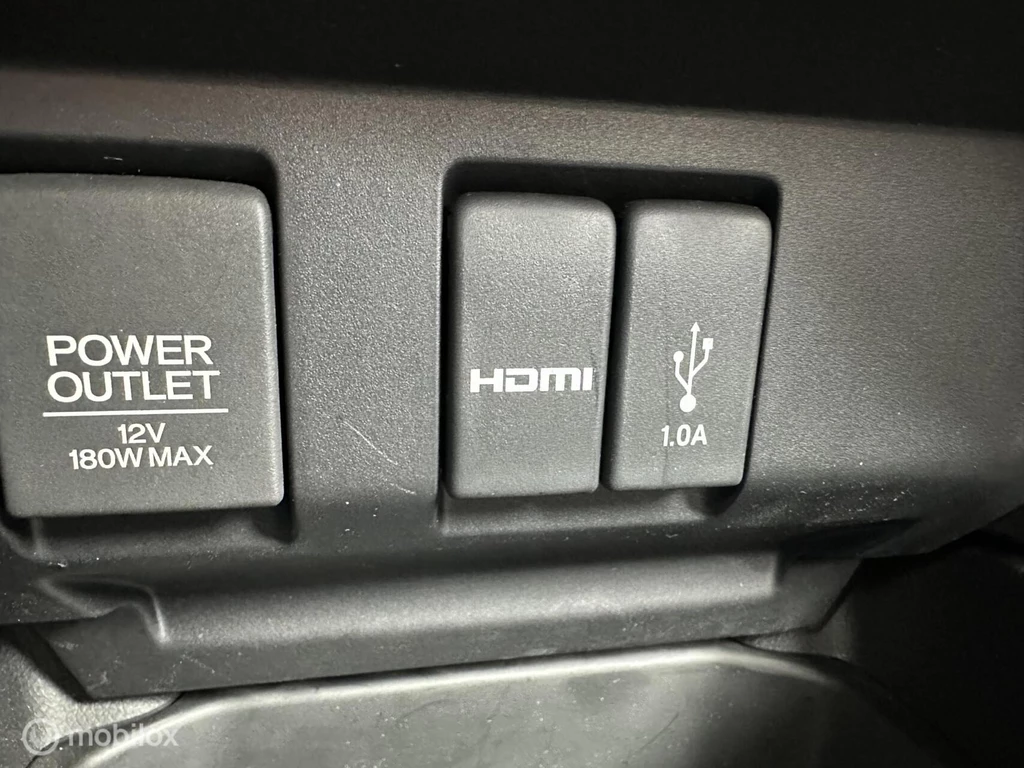 POWER
OUTLET
12V
180W MAX
HDMI
1.0A
mobilox